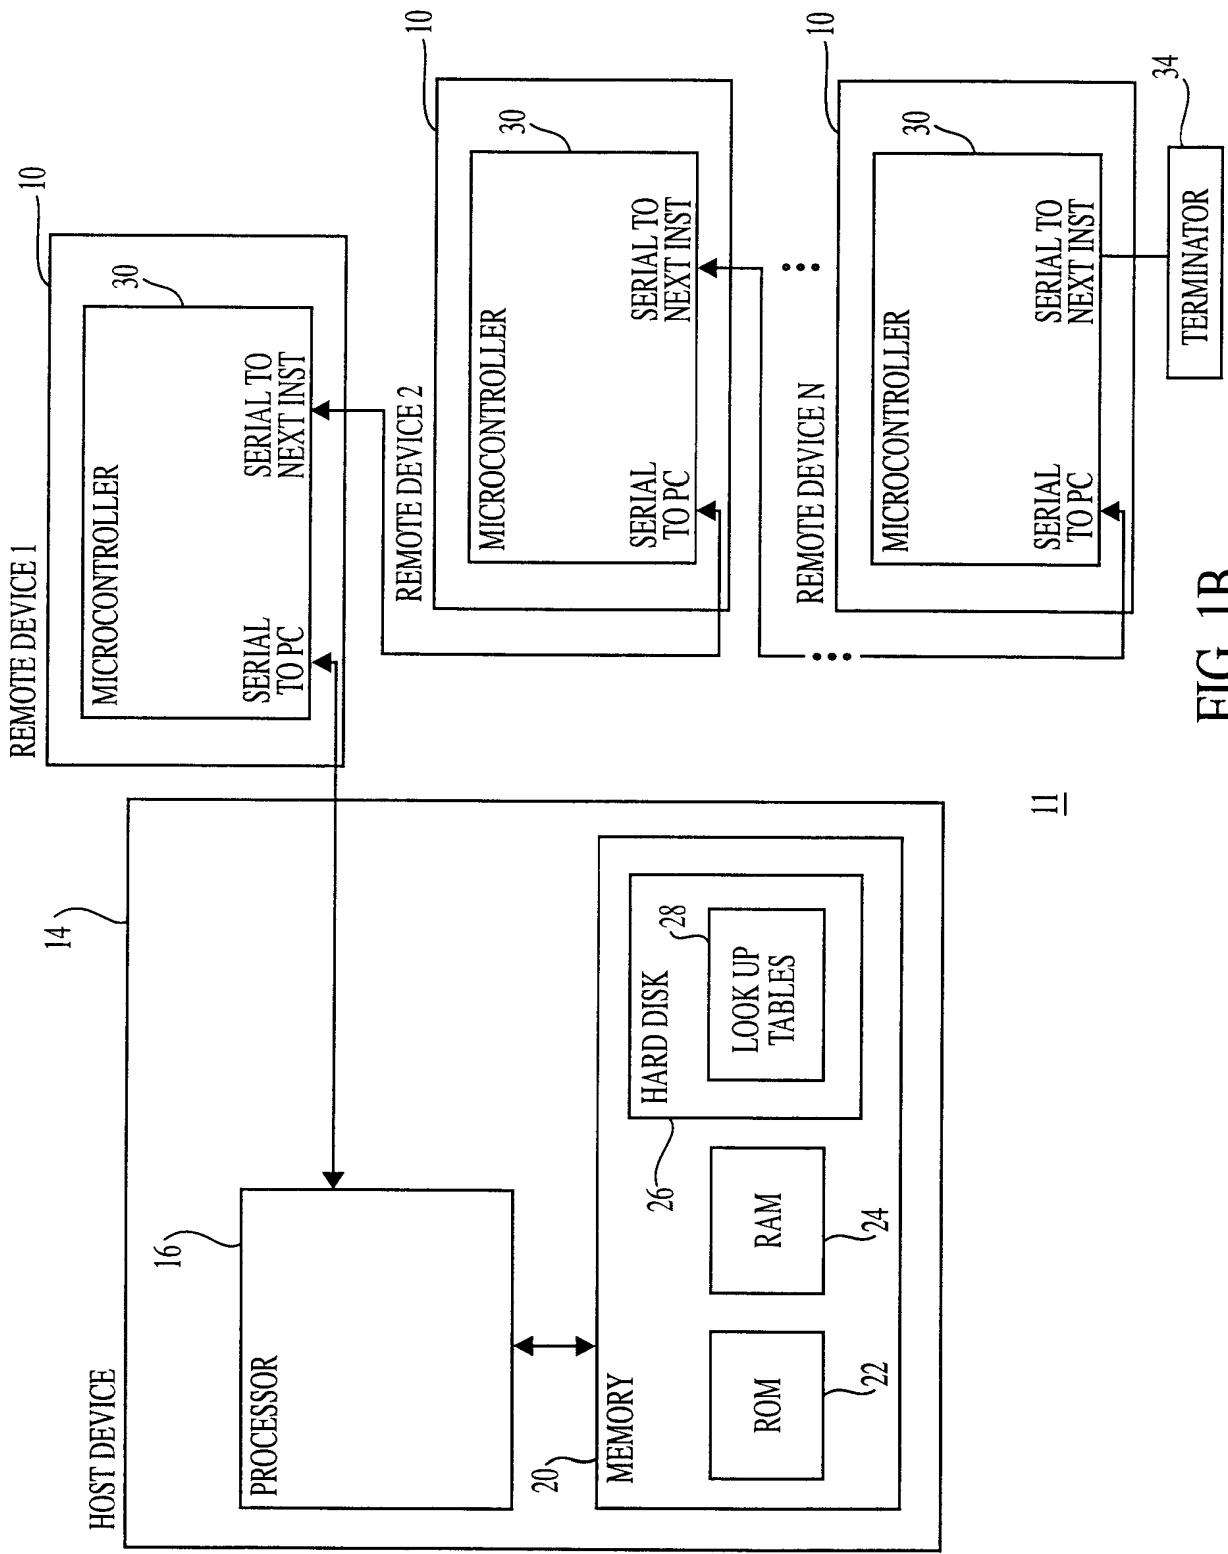 HOST DEVICE
14
PROCESSOR
16
MEMORY
20
ROM
22
RAM
24
HARD DISK
26
LOOK UP
TABLES
28
REMOTE DEVICE 1
10
MICROCONTROLLER
30
SERIAL
TO PC
SERIAL TO
NEXT INST
REMOTE DEVICE 2
10
MICROCONTROLLER
30
SERIAL
TO PC
SERIAL TO
NEXT INST
REMOTE DEVICE N
10
MICROCONTROLLER
30
SERIAL
TO PC
SERIAL TO
NEXT INST
TERMINATOR
34
11
FIG. 1B